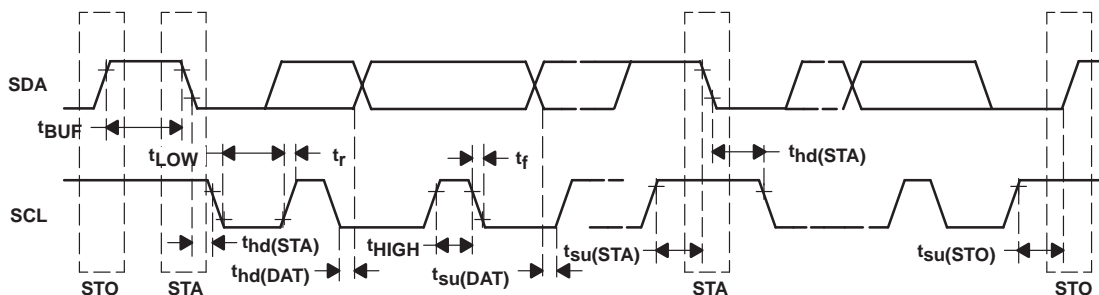 SDA
tBUF
tLOW
tr
tf
thd(STA)
SCL
thd(STA)
tHIGH
tsu(STA)
tsu(STO)
thd(DAT)
tsu(DAT)
STO
STA
STA
STO